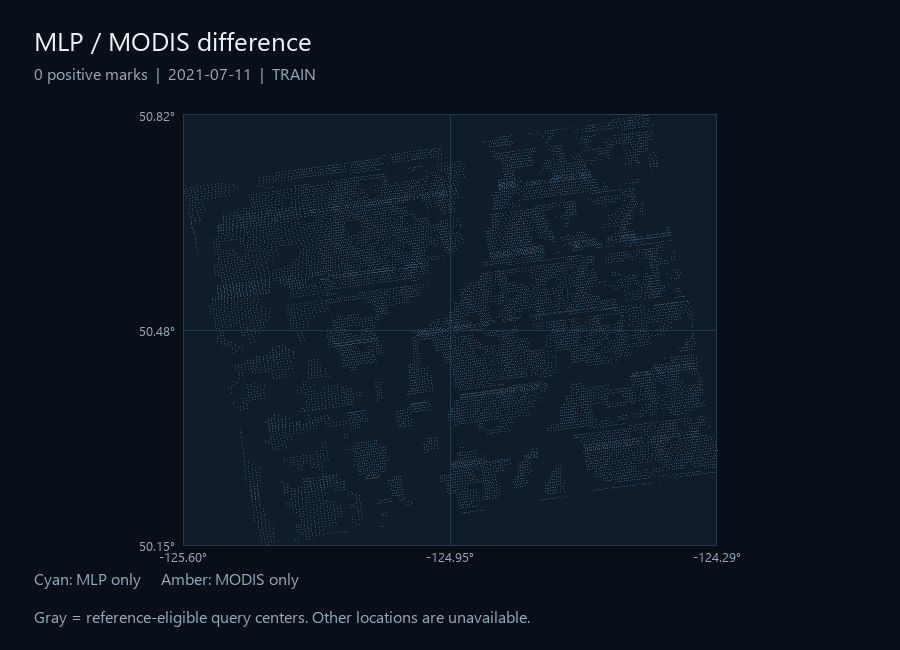 MLP / MODIS difference
0 positive marks | 2021-07-11 | TRAIN
50.82°
50.48°
50.15°
-125.60° -124.95° -124.29°
Cyan: MLP only Amber: MODIS only
Gray = reference-eligible query centers. Other locations are unavailable.